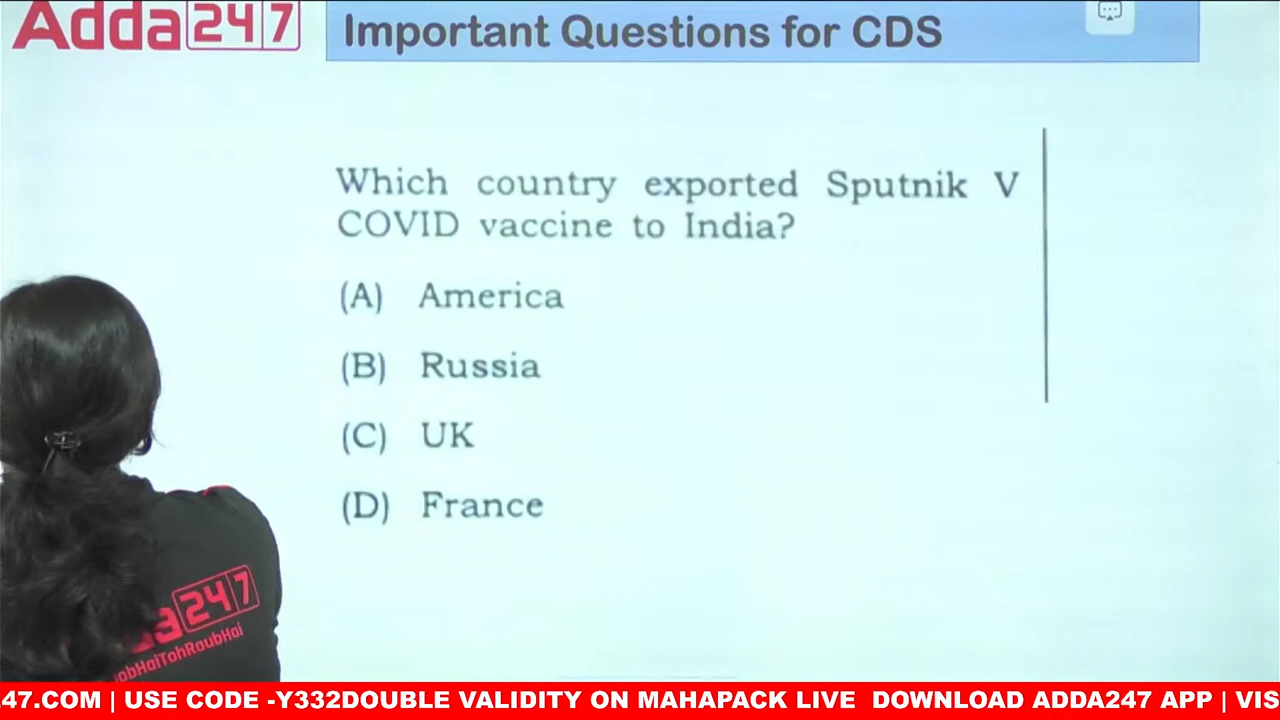 Adda247
Important Questions for CDS
Which country exported Sputnik V
COVID vaccine to India?
(A) America
(B) Russia
(C) UK
(D) France
247
bHaiTohRaubHai
47.COM | USE CODE -Y332DOUBLE VALIDITY ON MAHAPACK LIVE DOWNLOAD ADDA247 APP | VIS